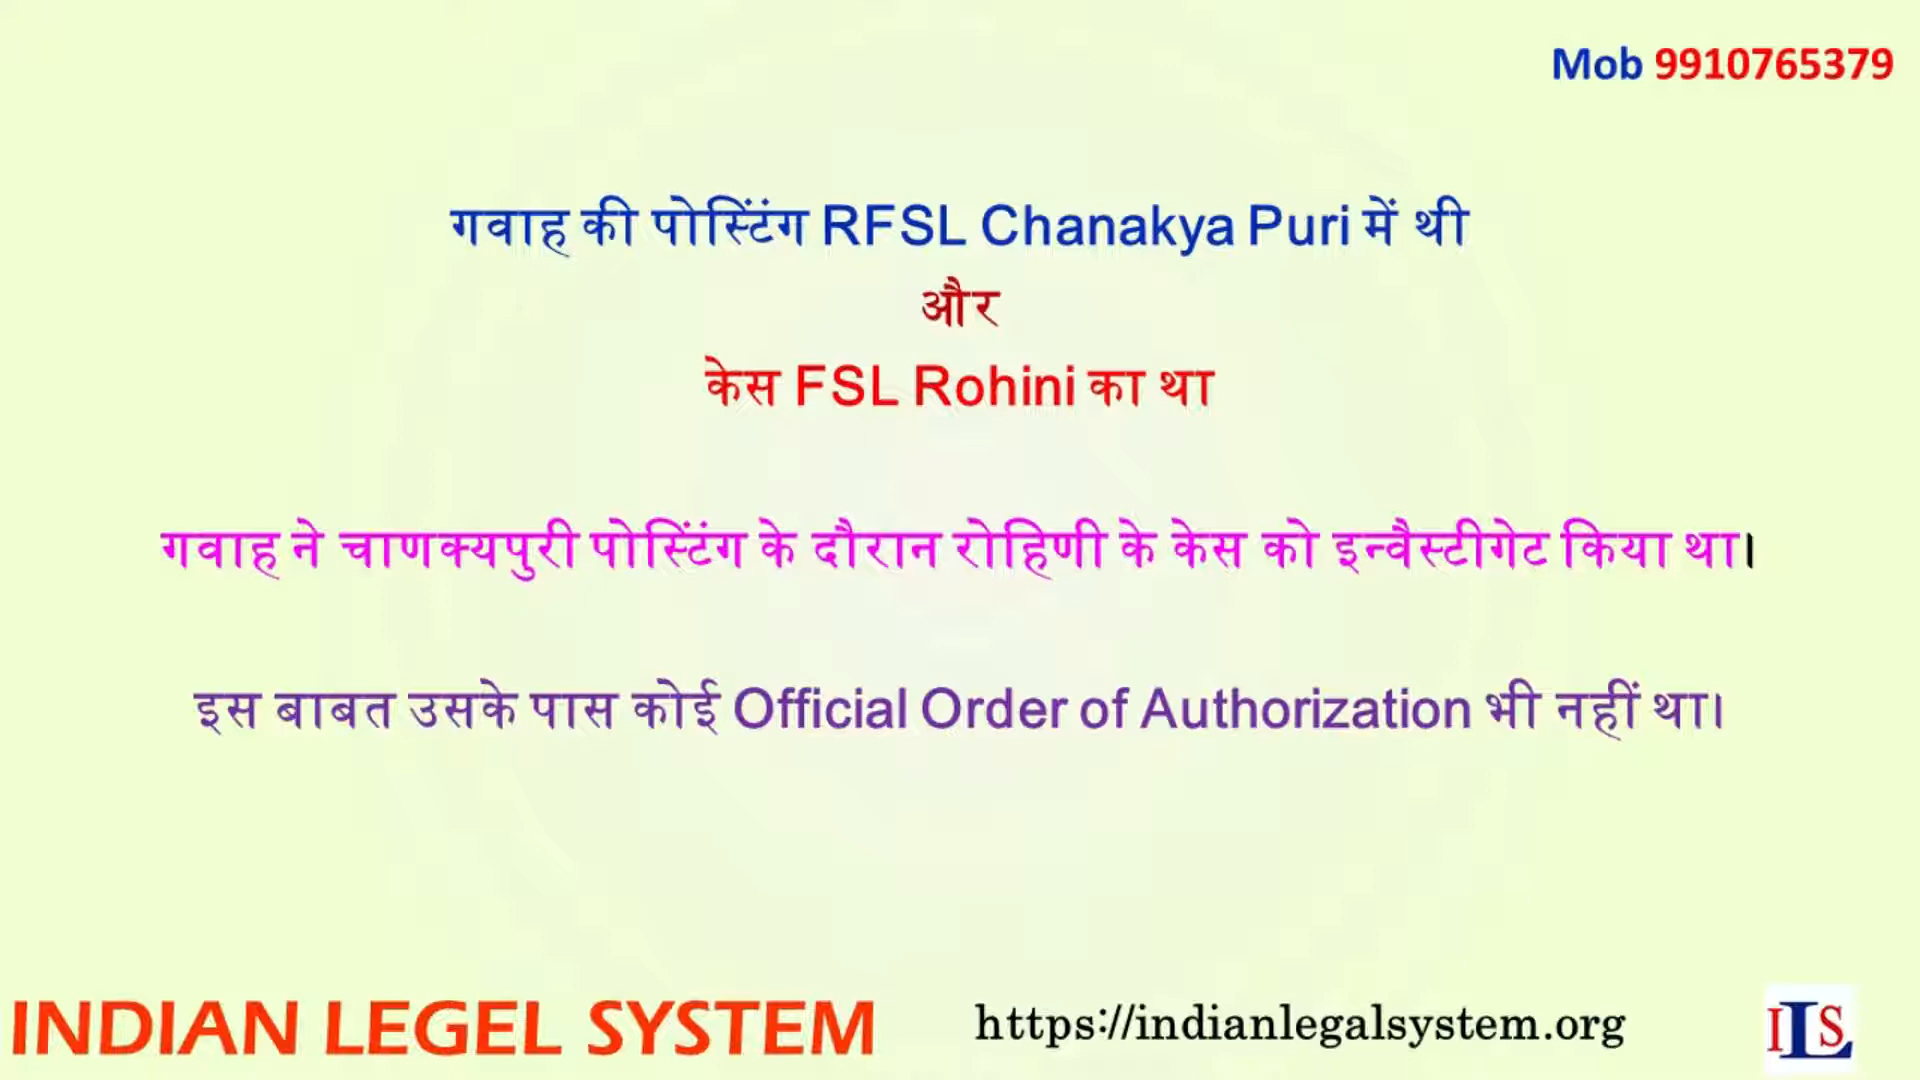 Mob 9910765379
गवाह की पोस्टिंग RFSL Chanakya Puri में थी
और
केस FSL Rohini का था
गवाह ने चाणक्यपुरी पोस्टिंग के दौरान रोहिणी के केस को इन्वैस्टीगेट किया था।
इस बाबत उसके पास कोई Official Order of Authorization भी नहीं था।
INDIAN LEGEL SYSTEM
https://indianlegalsystem.org
ILS